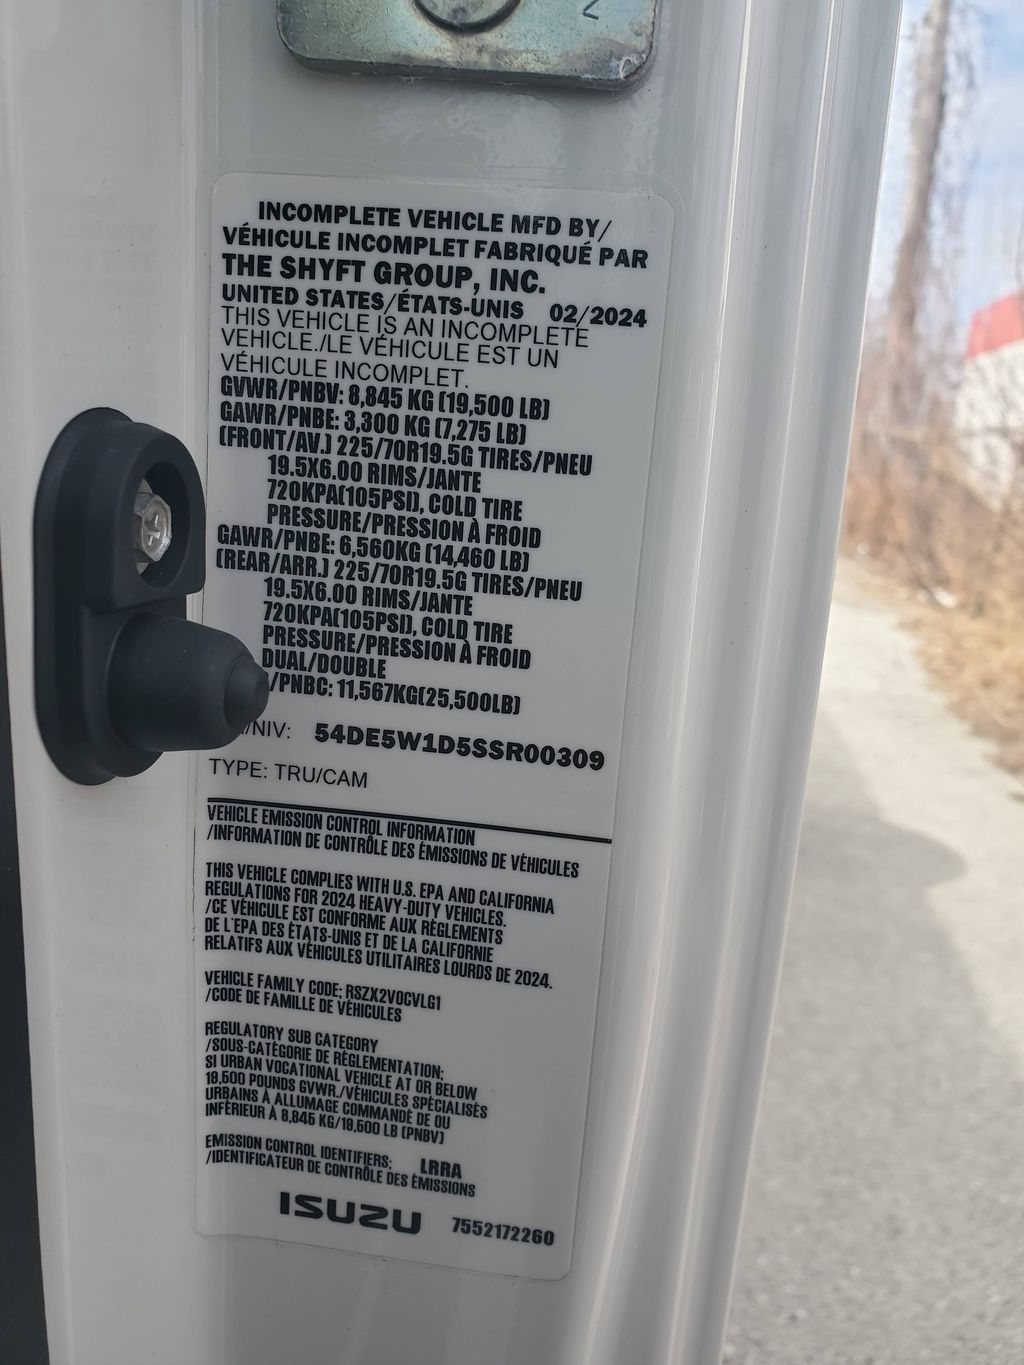 INCOMPLETE VEHICLE MFD BY/
VÉHICULE INCOMPLET FABRIQUÉ PAR
THE SHYFT GROUP, INC.
UNITED STATES/ÉTATS-UNIS 02/2024
THIS VEHICLE IS AN INCOMPLETE
VEHICLE./LE VÉHICULE EST UN
VÉHICULE INCOMPLET.
GVWR/PNBV: 8,845 KG (19,500 LB)
GAWR/PNBE: 3,300 KG (7,275 LB)
(FRONT/AV.) 225/70R19.5G TIRES/PNEU
19.5X6.00 RIMS/JANTE
720KPA(105PSI), COLD TIRE
PRESSURE/PRESSION À FROID
GAWR/PNBE: 6,560KG (14,460 LB)
(REAR/ARR.) 225/70R19.5G TIRES/PNEU
19.5X6.00 RIMS/JANTE
720KPA(105PSI), COLD TIRE
PRESSURE/PRESSION À FROID
DUAL/DOUBLE
/PNBC: 11,567KG(25,500LB)
/NIV: 54DE5W1D5SSR00309
TYPE: TRU/CAM
VEHICLE EMISSION CONTROL INFORMATION
/INFORMATION DE CONTRÔLE DES ÉMISSIONS DE VÉHICULES
THIS VEHICLE COMPLIES WITH U.S. EPA AND CALIFORNIA
REGULATIONS FOR 2024 HEAVY-DUTY VEHICLES.
/CE VÉHICULE EST CONFORME AUX RÈGLEMENTS
DE L'EPA DES ÉTATS-UNIS ET DE LA CALIFORNIE
RELATIFS AUX VÉHICULES UTILITAIRES LOURDS DE 2024.
VEHICLE FAMILY CODE: RSZX2VOCVLG1
/CODE DE FAMILLE DE VÉHICULES
REGULATORY SUB CATEGORY
/SOUS-CATÉGORIE DE RÉGLEMENTATION:
SI URBAN VOCATIONAL VEHICLE AT OR BELOW
19,500 POUNDS GVWR./VÉHICULES SPÉCIALISÉS
URBAINS À ALLUMAGE COMMANDÉ DE OU
INFÉRIEUR À 8,845 KG/19,500 LB (PNBV)
EMISSION CONTROL IDENTIFIERS: LRRA
/IDENTIFICATEUR DE CONTRÔLE DES ÉMISSIONS
ISUZU 7552172260